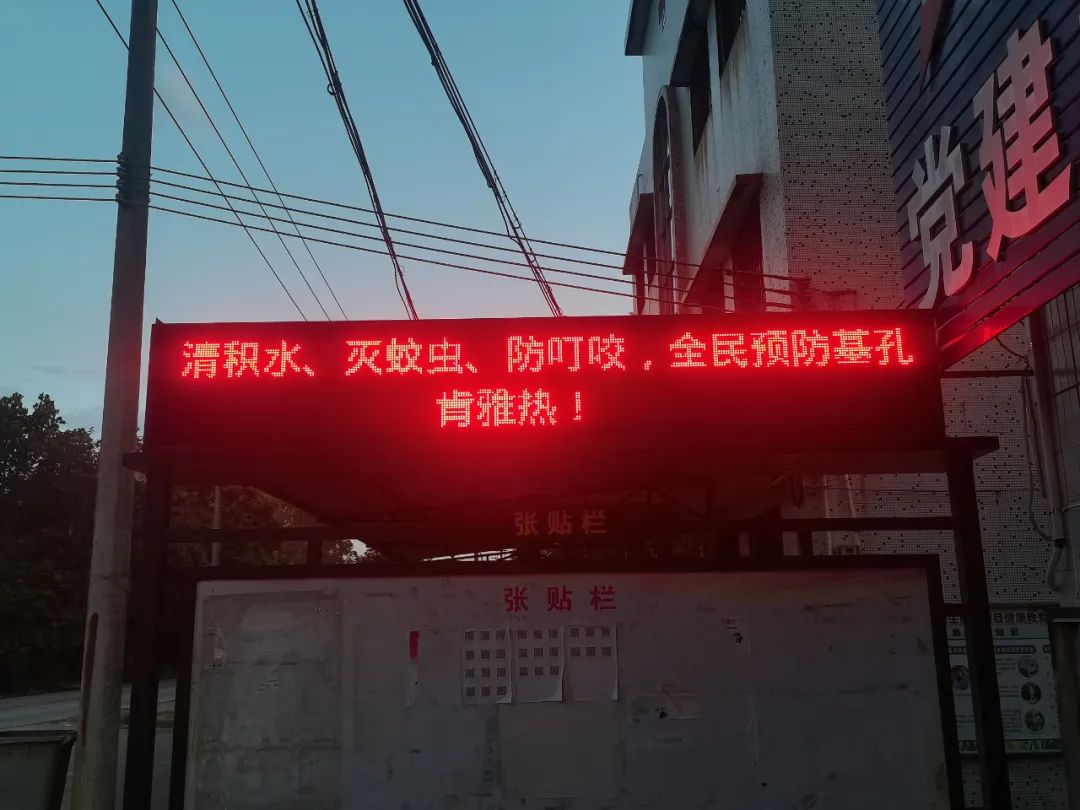 党建
清积水、灭蚊虫、防叮咬，全民预防基孔
肯雅热！
张贴栏
张贴栏